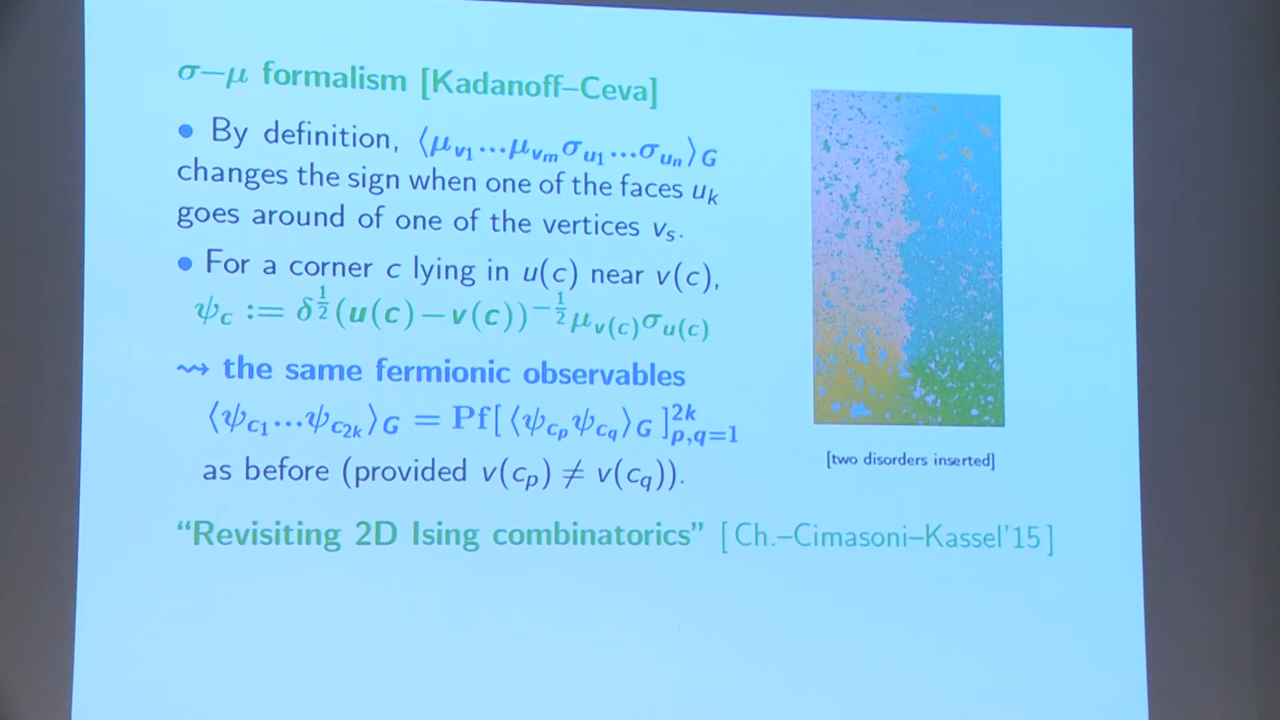 σ–μ formalism [Kadanoff–Ceva]
• By definition, ⟨μ_{v_1}...μ_{v_m}σ_{u_1}...σ_{u_n}⟩_G
changes the sign when one of the faces u_k
goes around of one of the vertices v_s.
• For a corner c lying in u(c) near v(c),
ψ_c := δ^{1/2}(u(c)−v(c))^{−1/2}μ_{v(c)}σ_{u(c)}
⇝ the same fermionic observables
⟨ψ_{c_1}...ψ_{c_{2k}}⟩_G = Pf[⟨ψ_{c_p}ψ_{c_q}⟩_G]^{2k}_{p,q=1}
as before (provided v(c_p) ≠ v(c_q)).
[two disorders inserted]
“Revisiting 2D Ising combinatorics” [Ch.–Cimasoni–Kassel'15]